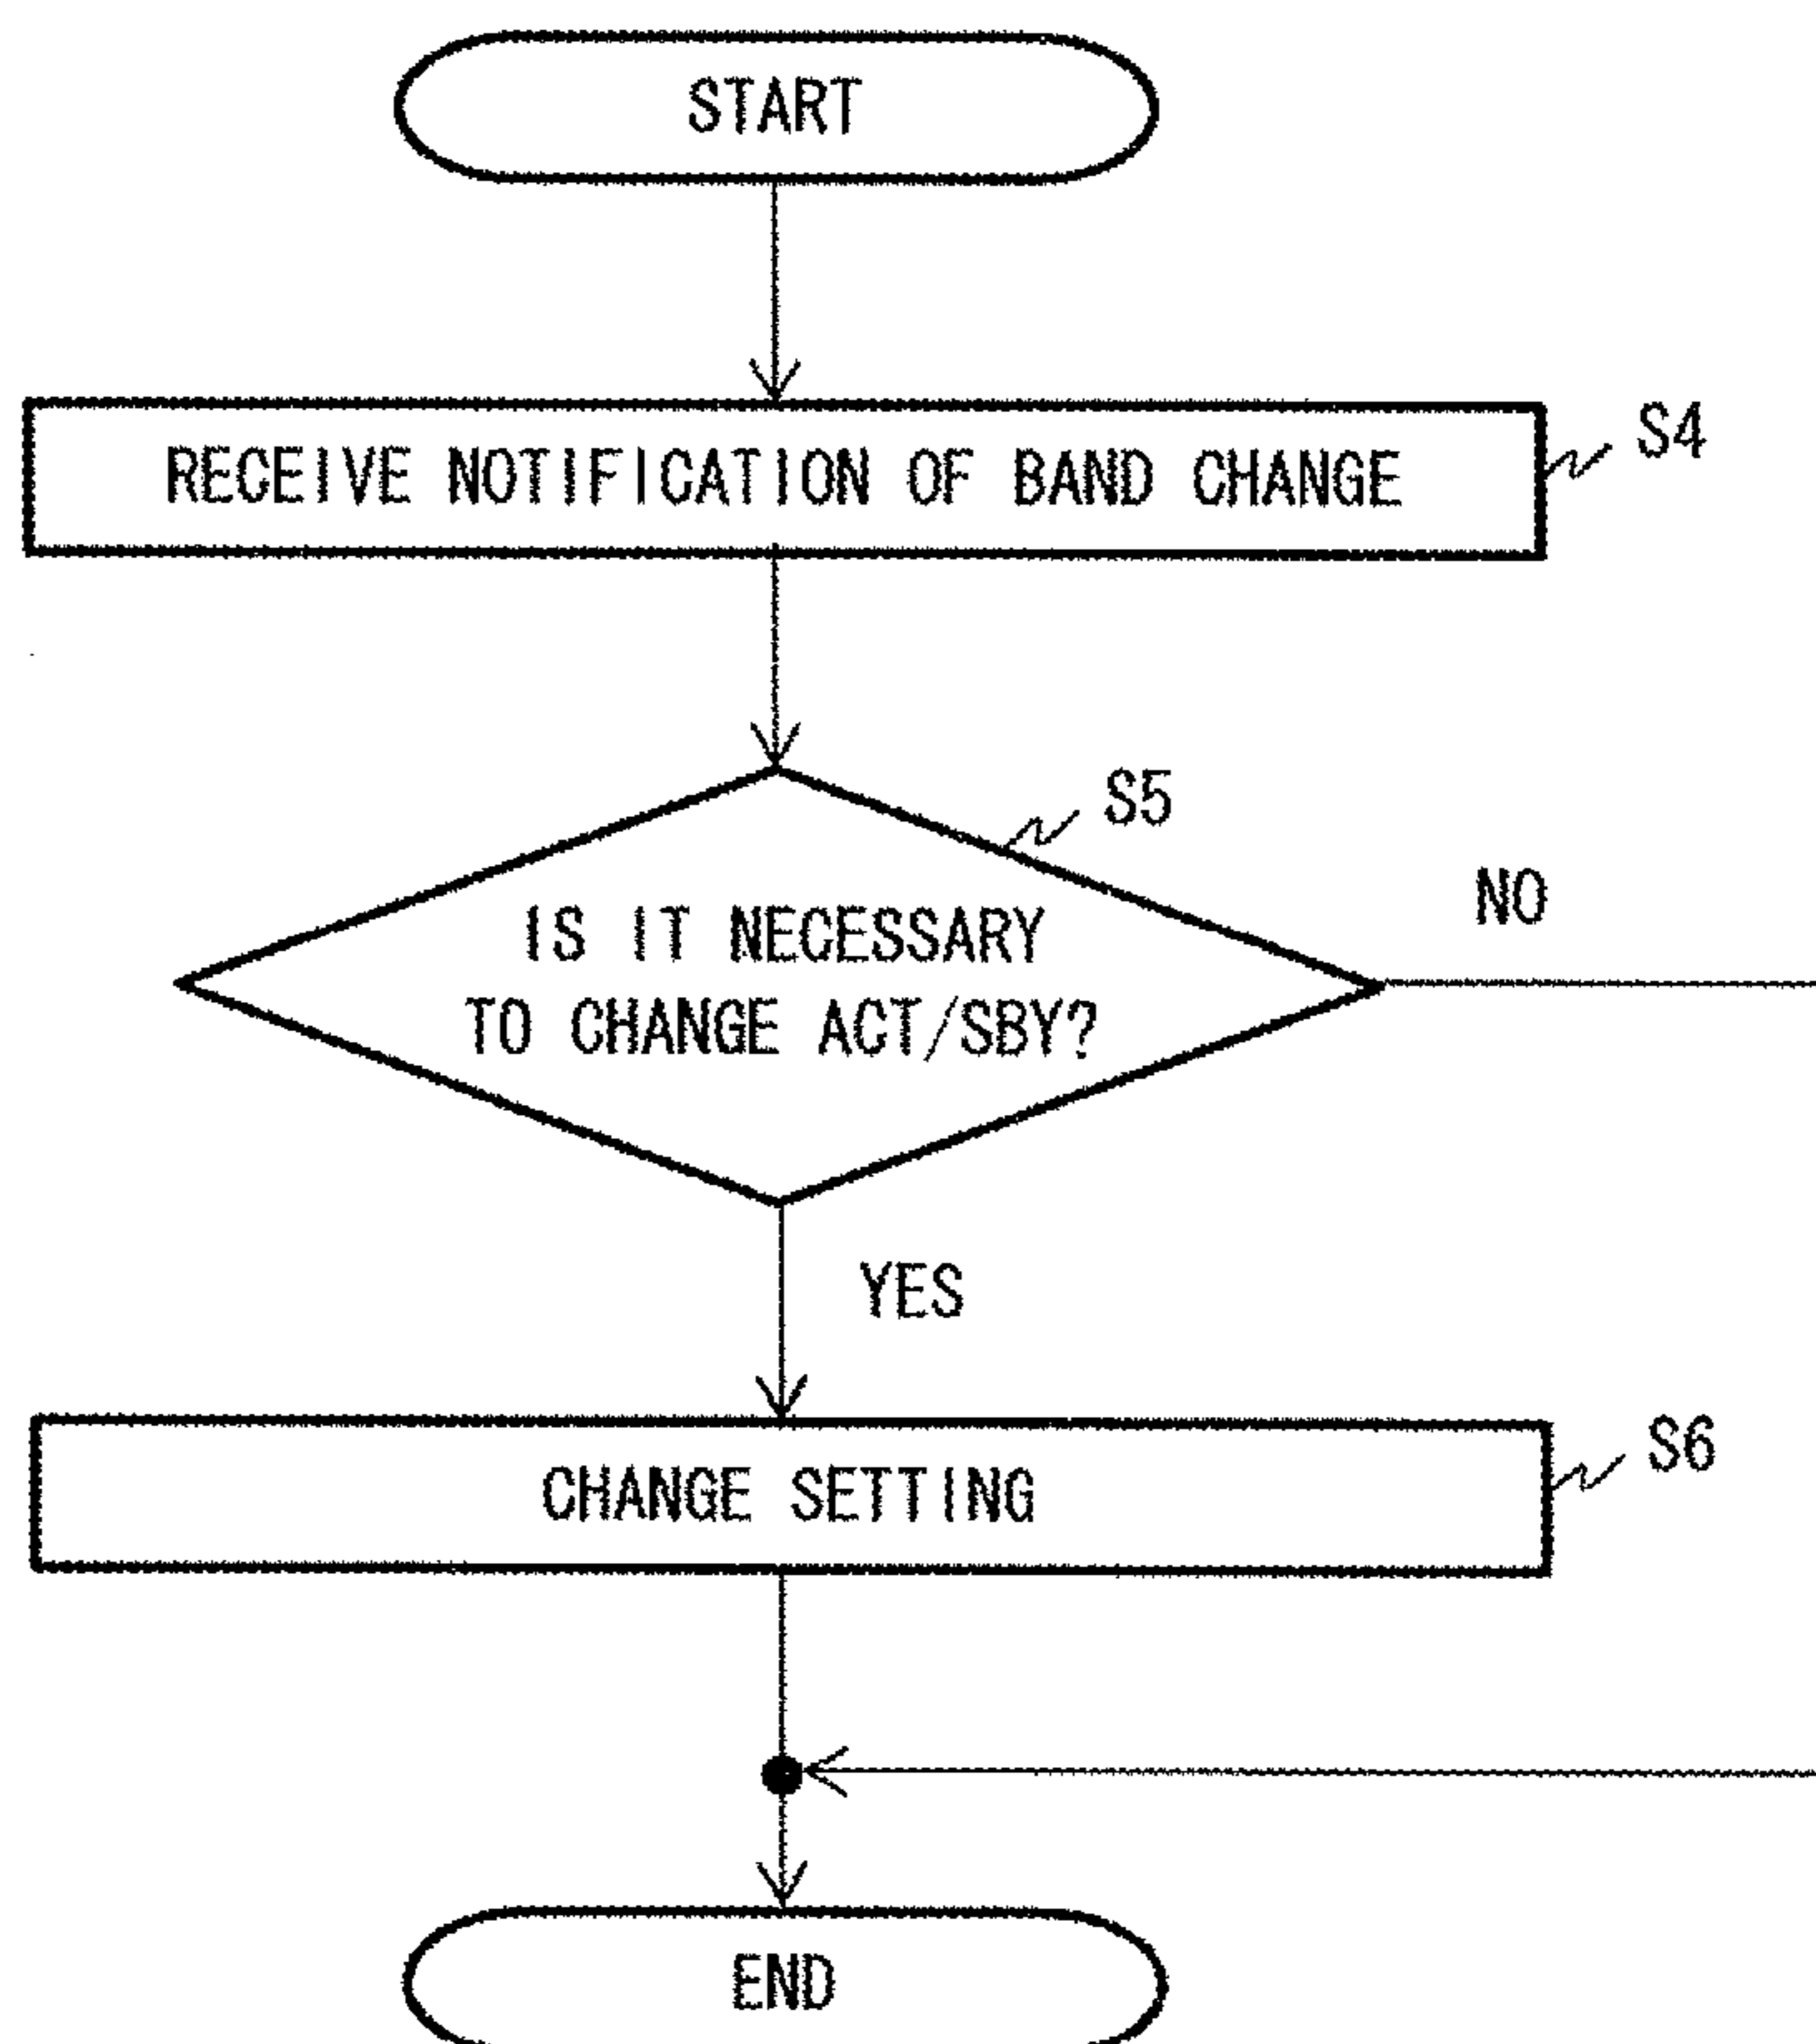 START
RECEIVE NOTIFICATION OF BAND CHANGE
S4
S5
NO
IS IT NECESSARY
TO CHANGE ACT/SBY?
YES
CHANGE SETTING
S6
END